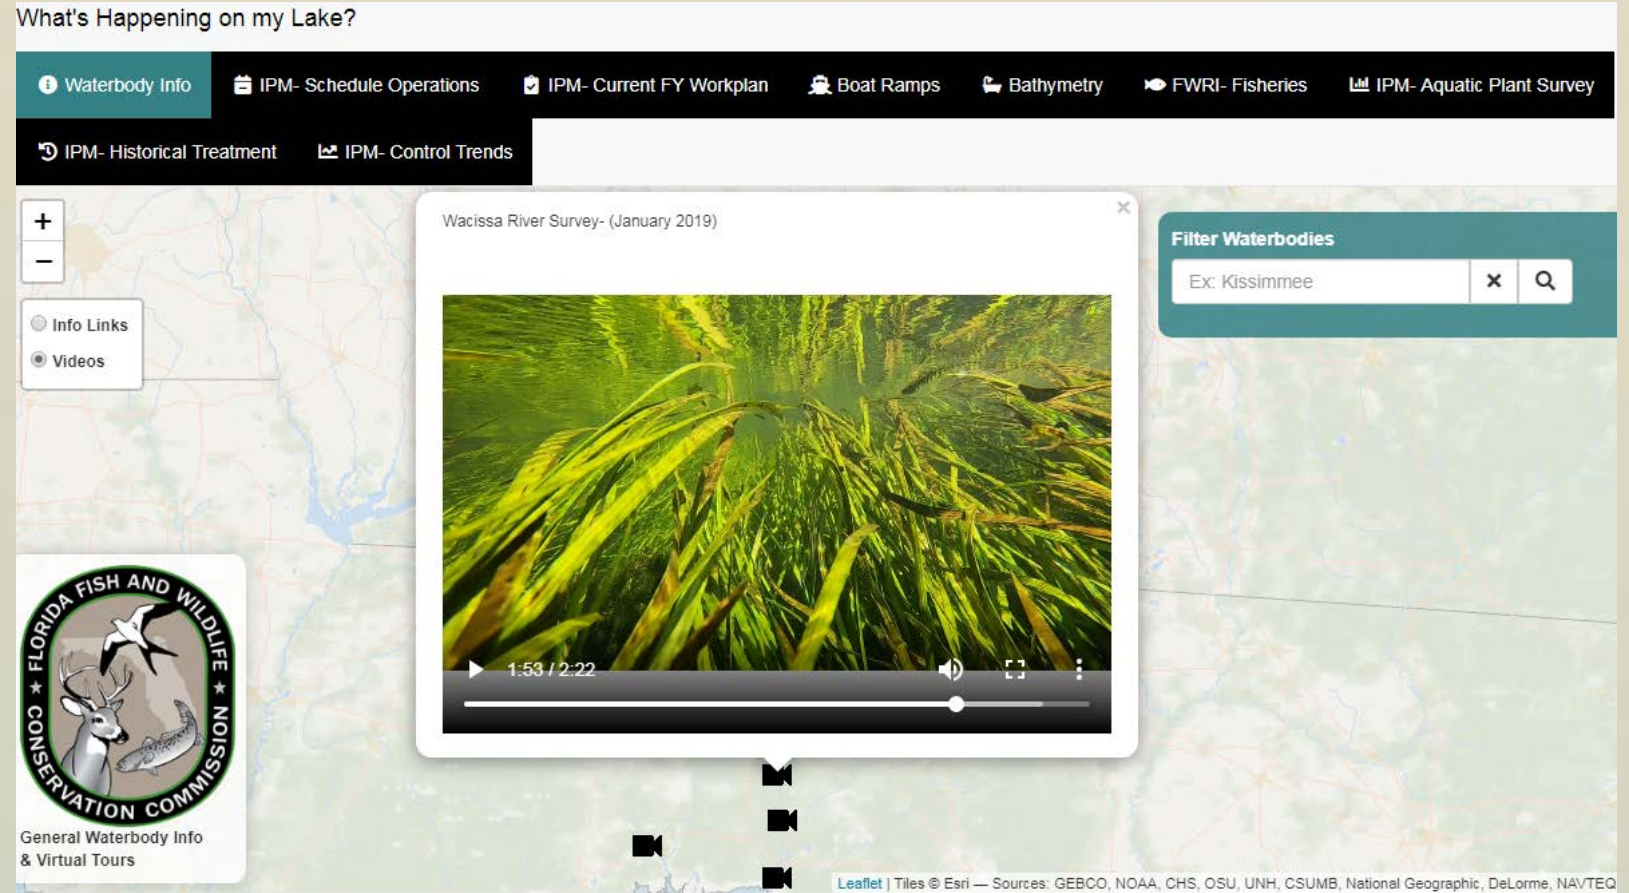 What's Happening on my Lake?
Waterbody Info IPM- Schedule Operations IPM- Current FY Workplan Boat Ramps Bathymetry FWRI- Fisheries IPM- Aquatic Plant Survey
IPM- Historical Treatment IPM- Control Trends
+
−
Info Links
Videos
Wacissa River Survey- (January 2019)
×
1:53 / 2:22
Filter Waterbodies
Ex: Kissimmee
FLORIDA FISH AND WILDLIFE
CONSERVATION COMMISSION
General Waterbody Info
& Virtual Tours
Leaflet | Tiles © Esri — Sources: GEBCO, NOAA, CHS, OSU, UNH, CSUMB, National Geographic, DeLorme, NAVTEQ